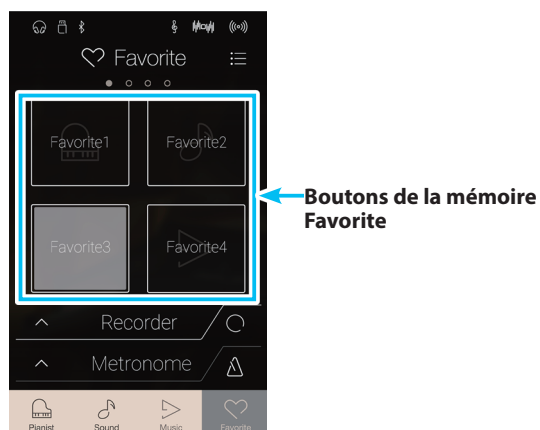 Favorite
Favorite1
Favorite2
Boutons de la mémoire
Favorite
Favorite3
Favorite4
Recorder
Metronome
Pianist
Sound
Music
Favorite